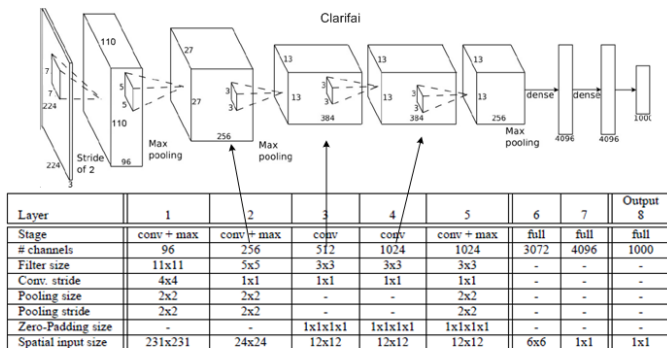 Clarifai
110
7
7
224
224
3
Stride
of 2
110
96
5
5
Max
pooling
27
27
256
3
3
Max
pooling
13
13
384
3
3
13
13
384
3
3
13
13
256
Max
pooling
dense
4096
dense
4096
1000
Layer 1 2 3 4 5 6 7 Output 8
Stage conv + max conv + max conv conv conv + max full full full
# channels 96 256 512 1024 1024 3072 4096 1000
Filter size 11x11 5x5 3x3 3x3 3x3 - - -
Conv. stride 4x4 1x1 1x1 1x1 1x1 - - -
Pooling size 2x2 2x2 - - 2x2 - - -
Pooling stride 2x2 2x2 - - 2x2 - - -
Zero-Padding size - - 1x1x1x1 1x1x1x1 1x1x1x1 - - -
Spatial input size 231x231 24x24 12x12 12x12 12x12 6x6 1x1 1x1